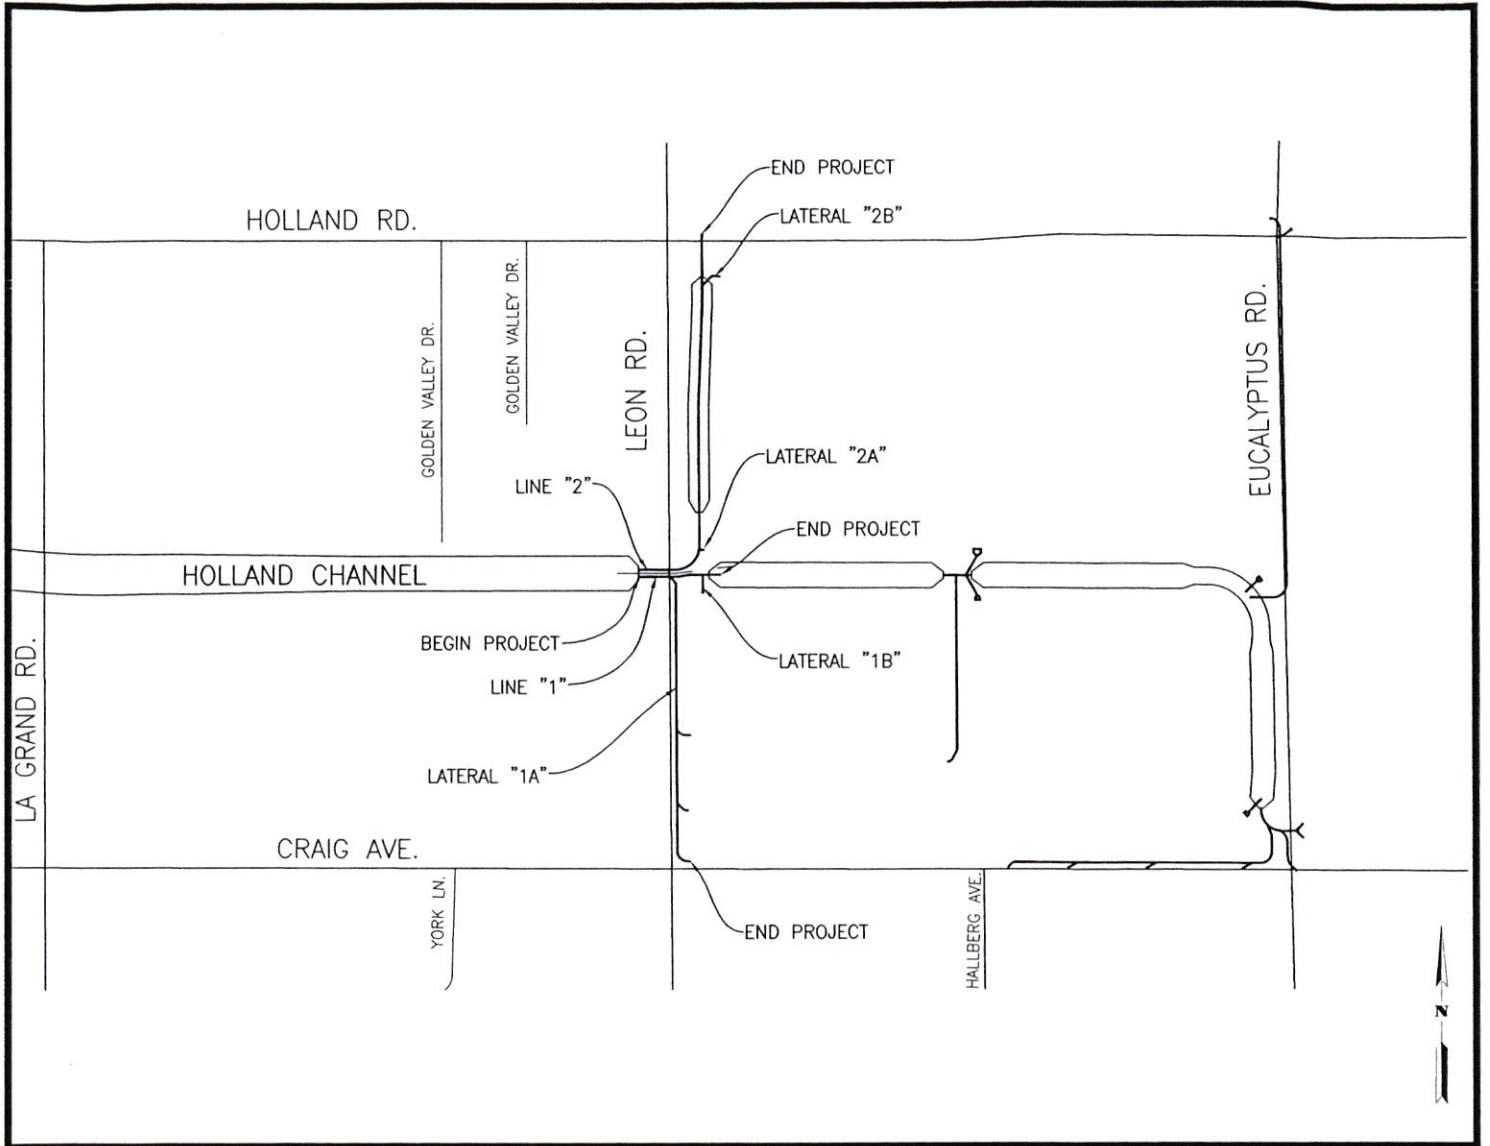 END PROJECT
LATERAL "2B"
HOLLAND RD.
GOLDEN VALLEY DR.
GOLDEN VALLEY DR.
LEON RD.
EUCALYPTUS RD.
LATERAL "2A"
LINE "2"
END PROJECT
HOLLAND CHANNEL
BEGIN PROJECT
LATERAL "1B"
LINE "1"
LA GRAND RD.
LATERAL "1A"
CRAIG AVE.
YORK LN.
END PROJECT
HALLBERG AVE.
N